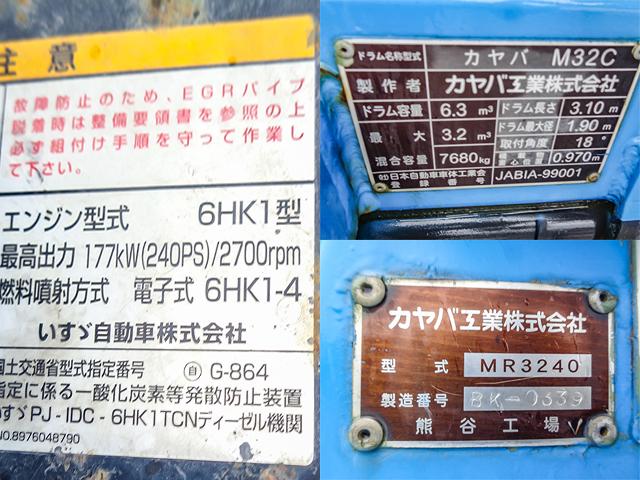 注意
故障防止のため、EGRパイプ
脱着時は整備要領書を参照の上
必ず組付け手順を守って作業し
て下さい。
エンジン型式 6HK1型
最高出力 177kW(240PS)/2700rpm
燃料噴射方式 電子式 6HK1-4
いすゞ自動車株式会社
国土交通省型式指定番号 自 G-864
指定に係る一酸化炭素等発散防止装置
いすゞPJ-IDC-6HK1TCNディーゼル機関
NO.8976048790
ドラム名称型式 カヤバ M32C
製作者 カヤバ工業株式会社
ドラム容量 6.3 m³ ドラム長さ 3.10 m
最大 3.2 m³ ドラム最大径 1.90 m
混合容量 7680kg 取付角度 18°
重心位置 0.970m
(社)日本自動車車体工業会
登録番号 JABIA-99001
カヤバ工業株式会社
型式 MR3240
製造番号 BK-0339
熊谷工場